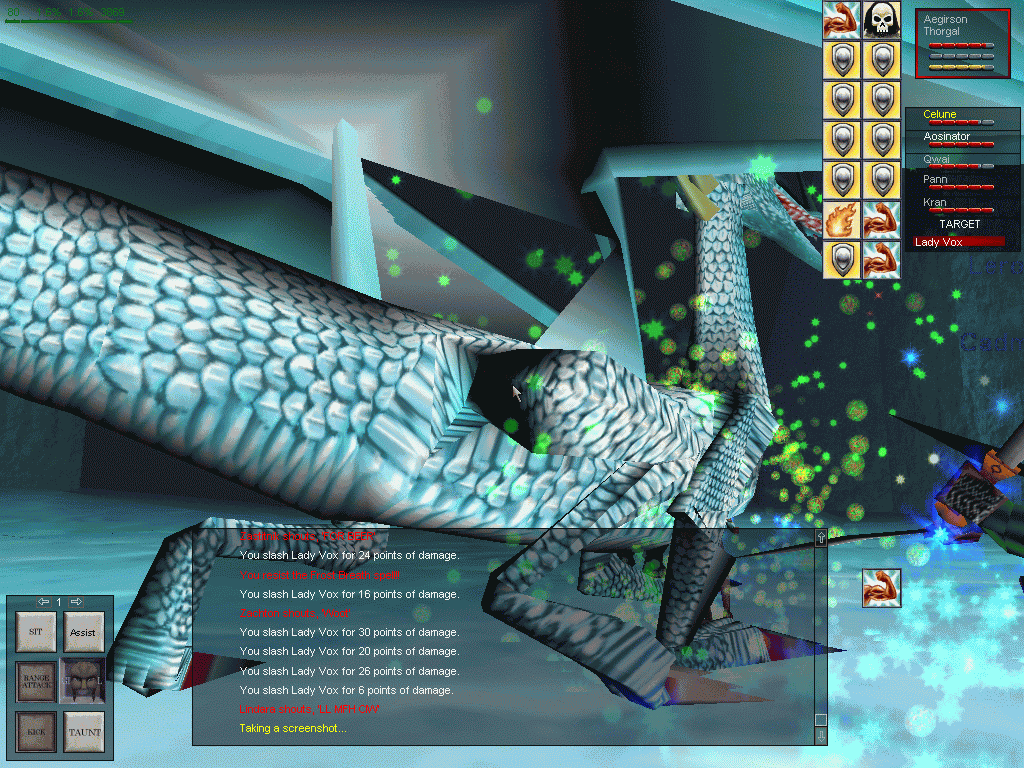 Aegirson
Thorgal
Celune
Aosinator
Qwai
Pann
Kran
TARGET
Lady Vox
You slash Lady Vox for 24 points of damage.
You slash Lady Vox for 16 points of damage.
You slash Lady Vox for 30 points of damage.
You slash Lady Vox for 20 points of damage.
You slash Lady Vox for 26 points of damage.
You slash Lady Vox for 6 points of damage.
shouts,
Taking a screenshot...
1
SIT
Assist
RANGE
ATTACK
KICK
TAUNT